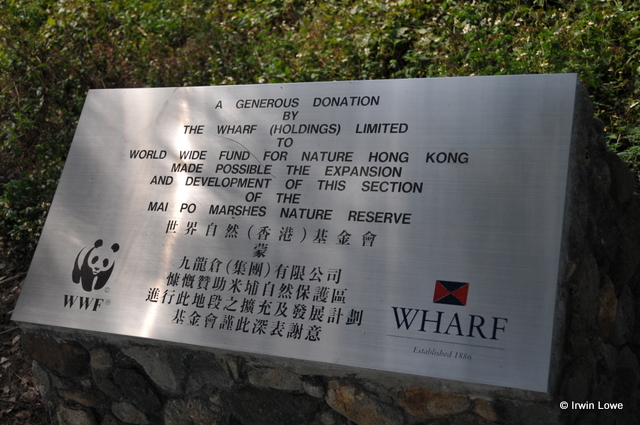 A GENEROUS DONATION
BY
THE WHARF (HOLDINGS) LIMITED
TO
WORLD WIDE FUND FOR NATURE HONG KONG
MADE POSSIBLE THE EXPANSION
AND DEVELOPMENT OF THIS SECTION
OF THE
MAI PO MARSHES NATURE RESERVE
世界自然(香港)基金會
蒙
九龍倉(集團)有限公司
慷慨贊助米埔自然保護區
進行此地段之擴充及發展計劃
基金會謹此深表謝意
©
WWF®
WHARF
Established 1886
© Irwin Lowe